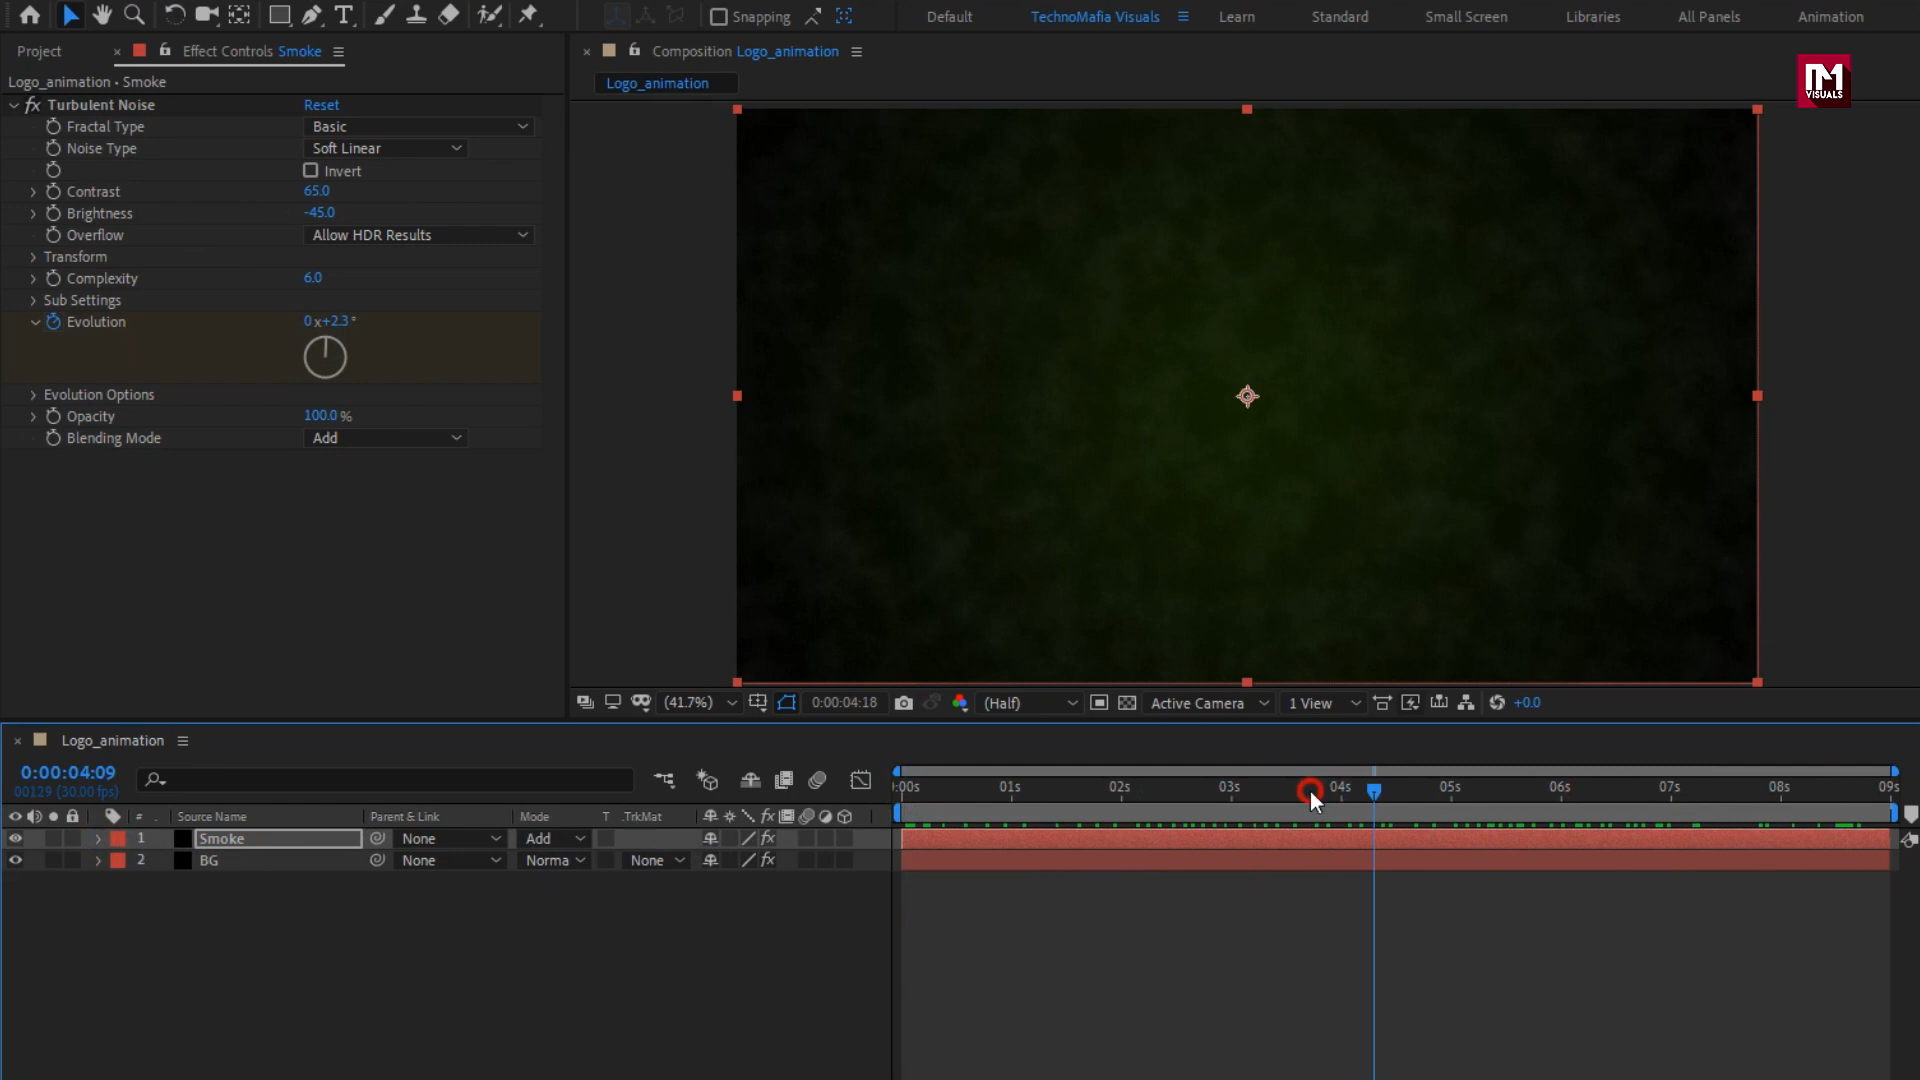 Snapping
Default
TechnoMafia Visuals
Learn
Standard
Small Screen
Libraries
All Panels
Animation
Project
Effect Controls Smoke
Composition Logo_animation
Logo_animation • Smoke
Logo_animation
VISUALS
fx Turbulent Noise Reset
Fractal Type Basic
Noise Type Soft Linear
Invert
Contrast 65.0
Brightness -45.0
Overflow Allow HDR Results
Transform
Complexity 6.0
Sub Settings
Evolution 0x+2.3°
Evolution Options
Opacity 100.0 %
Blending Mode Add
(41.7%) 0:00:04:18 (Half) Active Camera 1 View +0.0
Logo_animation
0:00:04:09
00129 (30.00 fps)
:00s 01s 02s 03s 04s 05s 06s 07s 08s 09s
# . Source Name Parent & Link Mode T .TrkMat fx
1 Smoke None Add fx
2 BG None Norma None fx